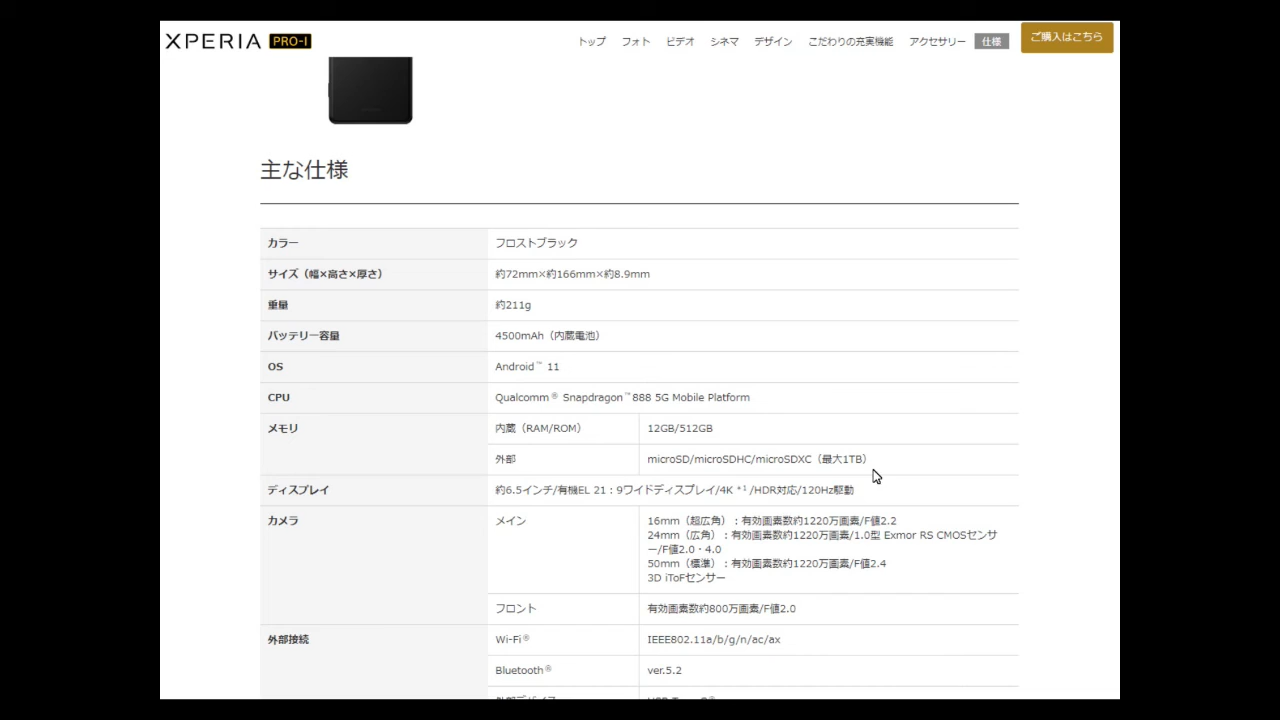 XPERIA PRO-I
トップ フォト ビデオ シネマ デザイン こだわりの充実機能 アクセサリー 仕様 ご購入はこちら
主な仕様
カラー フロストブラック
サイズ（幅×高さ×厚さ） 約72mm×約166mm×約8.9mm
重量 約211g
バッテリー容量 4500mAh（内蔵電池）
OS Android™ 11
CPU Qualcomm® Snapdragon™888 5G Mobile Platform
メモリ 内蔵（RAM/ROM） 12GB/512GB
外部 microSD/microSDHC/microSDXC（最大1TB）
ディスプレイ 約6.5インチ/有機EL 21：9ワイドディスプレイ/4K *1 /HDR対応/120Hz駆動
カメラ メイン 16mm（超広角）：有効画素数約1220万画素/F値2.2
24mm（広角）：有効画素数約1220万画素/1.0型 Exmor RS CMOSセンサ
ー/F値2.0・4.0
50mm（標準）：有効画素数約1220万画素/F値2.4
3D iToFセンサー
フロント 有効画素数約800万画素/F値2.0
外部接続 Wi-Fi® IEEE802.11a/b/g/n/ac/ax
Bluetooth® ver.5.2